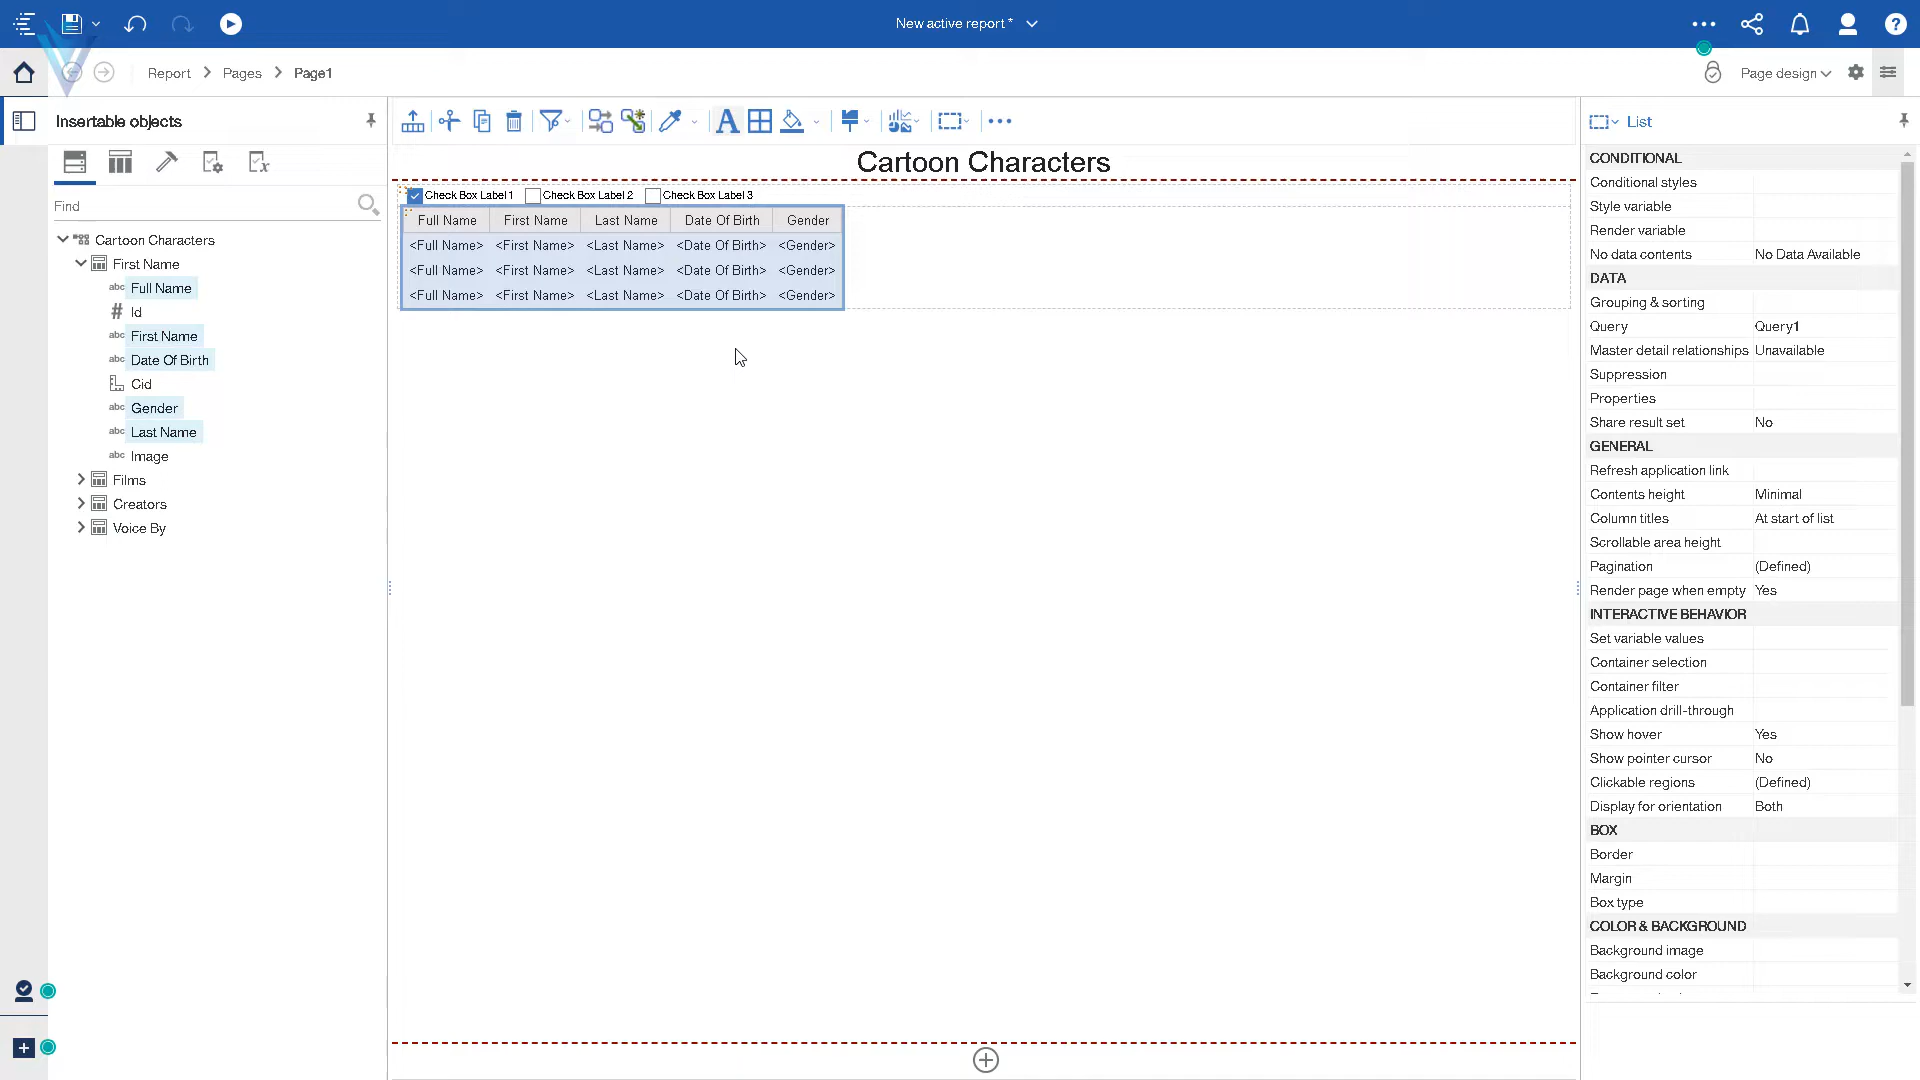 New active report *
Report > Pages > Page1
Page design
Insertable objects
Find
Cartoon Characters
First Name
abc Full Name
# Id
abc First Name
abc Date Of Birth
Cid
abc Gender
abc Last Name
abc Image
Films
Creators
Voice By
Cartoon Characters
Check Box Label 1 Check Box Label 2 Check Box Label 3
Full Name First Name Last Name Date Of Birth Gender
<Full Name> <First Name> <Last Name> <Date Of Birth> <Gender>
<Full Name> <First Name> <Last Name> <Date Of Birth> <Gender>
<Full Name> <First Name> <Last Name> <Date Of Birth> <Gender>
List
CONDITIONAL
Conditional styles
Style variable
Render variable
No data contents No Data Available
DATA
Grouping & sorting
Query Query1
Master detail relationships Unavailable
Suppression
Properties
Share result set No
GENERAL
Refresh application link
Contents height Minimal
Column titles At start of list
Scrollable area height
Pagination (Defined)
Render page when empty Yes
INTERACTIVE BEHAVIOR
Set variable values
Container selection
Container filter
Application drill-through
Show hover Yes
Show pointer cursor No
Clickable regions (Defined)
Display for orientation Both
BOX
Border
Margin
Box type
COLOR & BACKGROUND
Background image
Background color